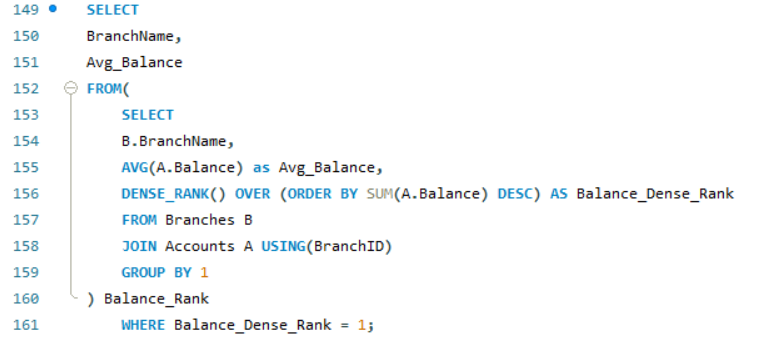 149 SELECT
150 BranchName,
151 Avg_Balance
152 FROM(
153 SELECT
154 B.BranchName,
155 AVG(A.Balance) as Avg_Balance,
156 DENSE_RANK() OVER (ORDER BY SUM(A.Balance) DESC) AS Balance_Dense_Rank
157 FROM Branches B
158 JOIN Accounts A USING(BranchID)
159 GROUP BY 1
160 ) Balance_Rank
161 WHERE Balance_Dense_Rank = 1;